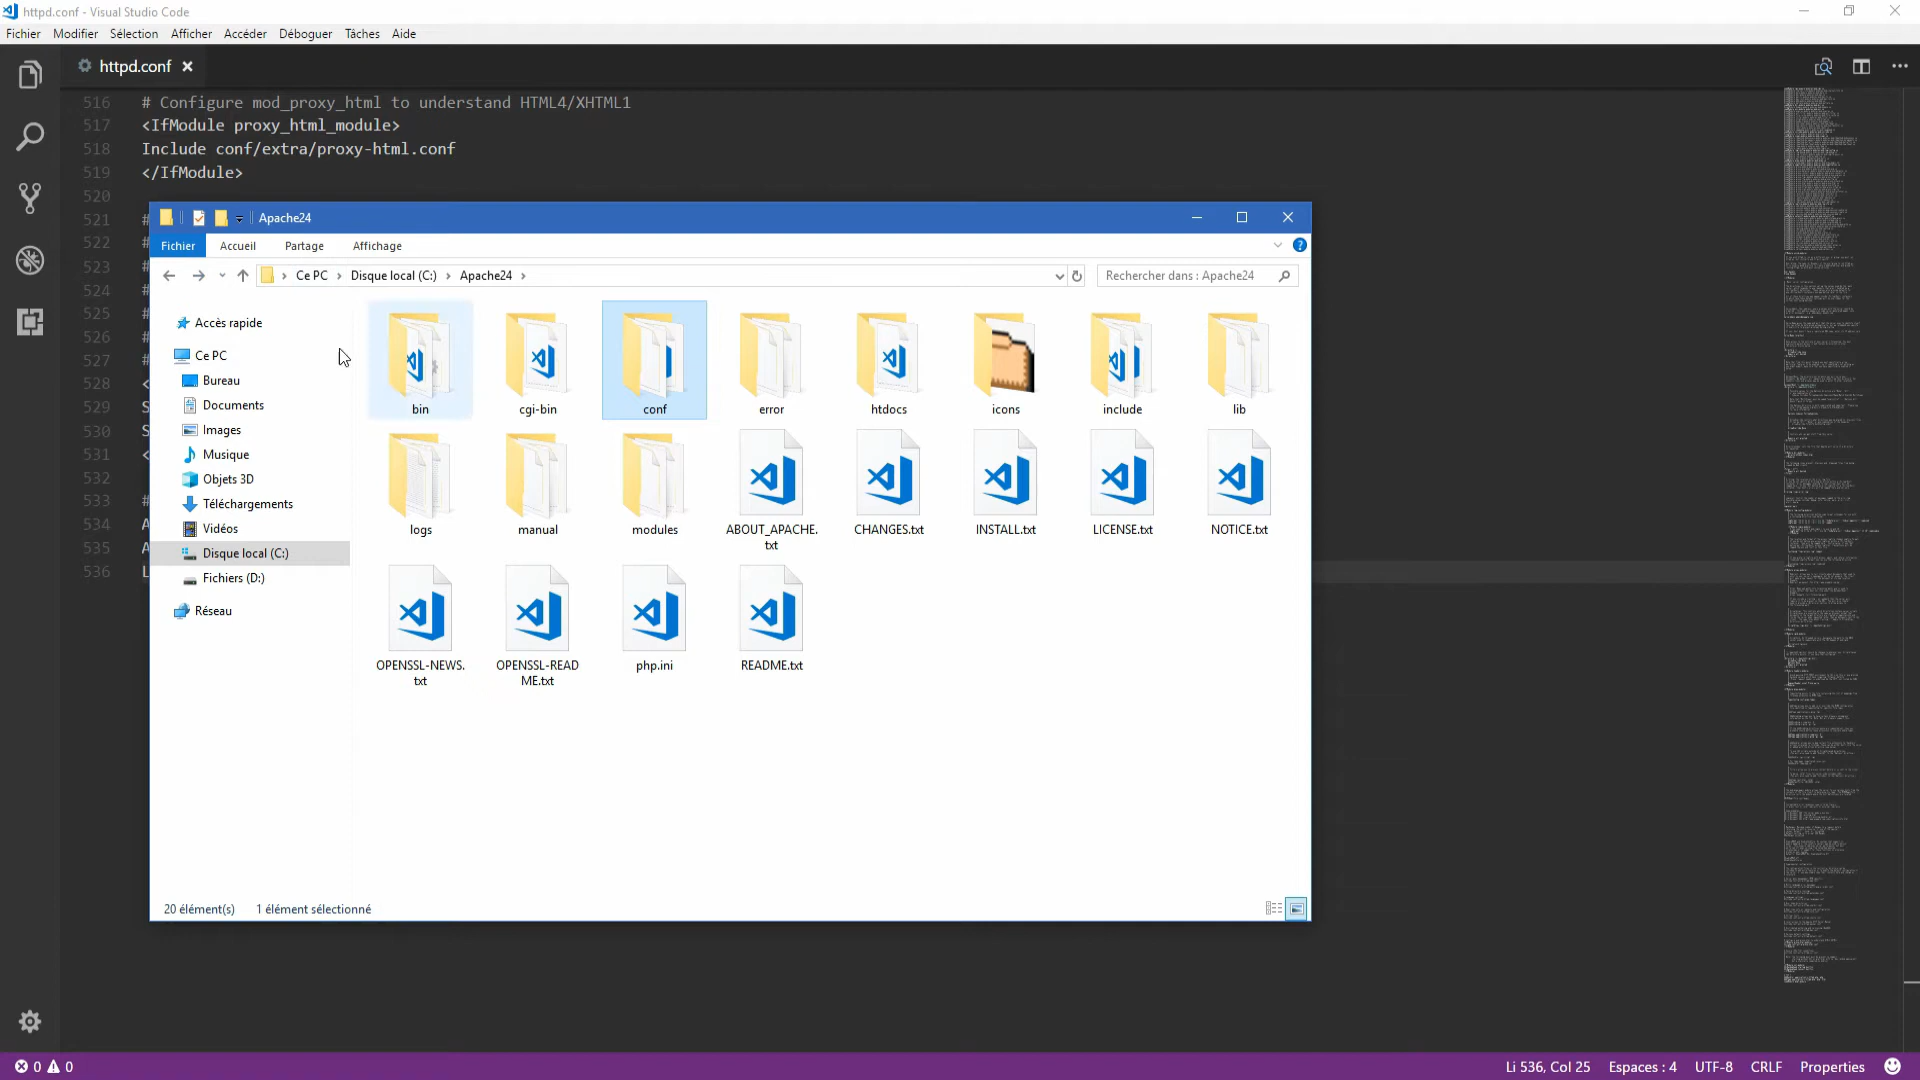 httpd.conf - Visual Studio Code
Fichier Modifier Sélection Afficher Accéder Déboguer Tâches Aide
httpd.conf
516 # Configure mod_proxy_html to understand HTML4/XHTML1
517 <IfModule proxy_html_module>
518 Include conf/extra/proxy-html.conf
519 </IfModule>
520
521 #
522 #
523 #
524 #
525 #
526 #
527 #
528 <
529 S
530 S
531 <
532
533 #
534 A
535 A
536 L
Apache24
Fichier Accueil Partage Affichage
Ce PC Disque local (C:) Apache24
Rechercher dans : Apache24
Accès rapide
Ce PC
Bureau
Documents
Images
Musique
Objets 3D
Téléchargements
Vidéos
Disque local (C:)
Fichiers (D:)
Réseau
bin cgi-bin conf error htdocs icons include lib
logs manual modules ABOUT_APACHE.txt CHANGES.txt INSTALL.txt LICENSE.txt NOTICE.txt
OPENSSL-NEWS.txt OPENSSL-README.txt php.ini README.txt
20 élément(s) 1 élément sélectionné
0 0
Li 536, Col 25 Espaces : 4 UTF-8 CRLF Properties